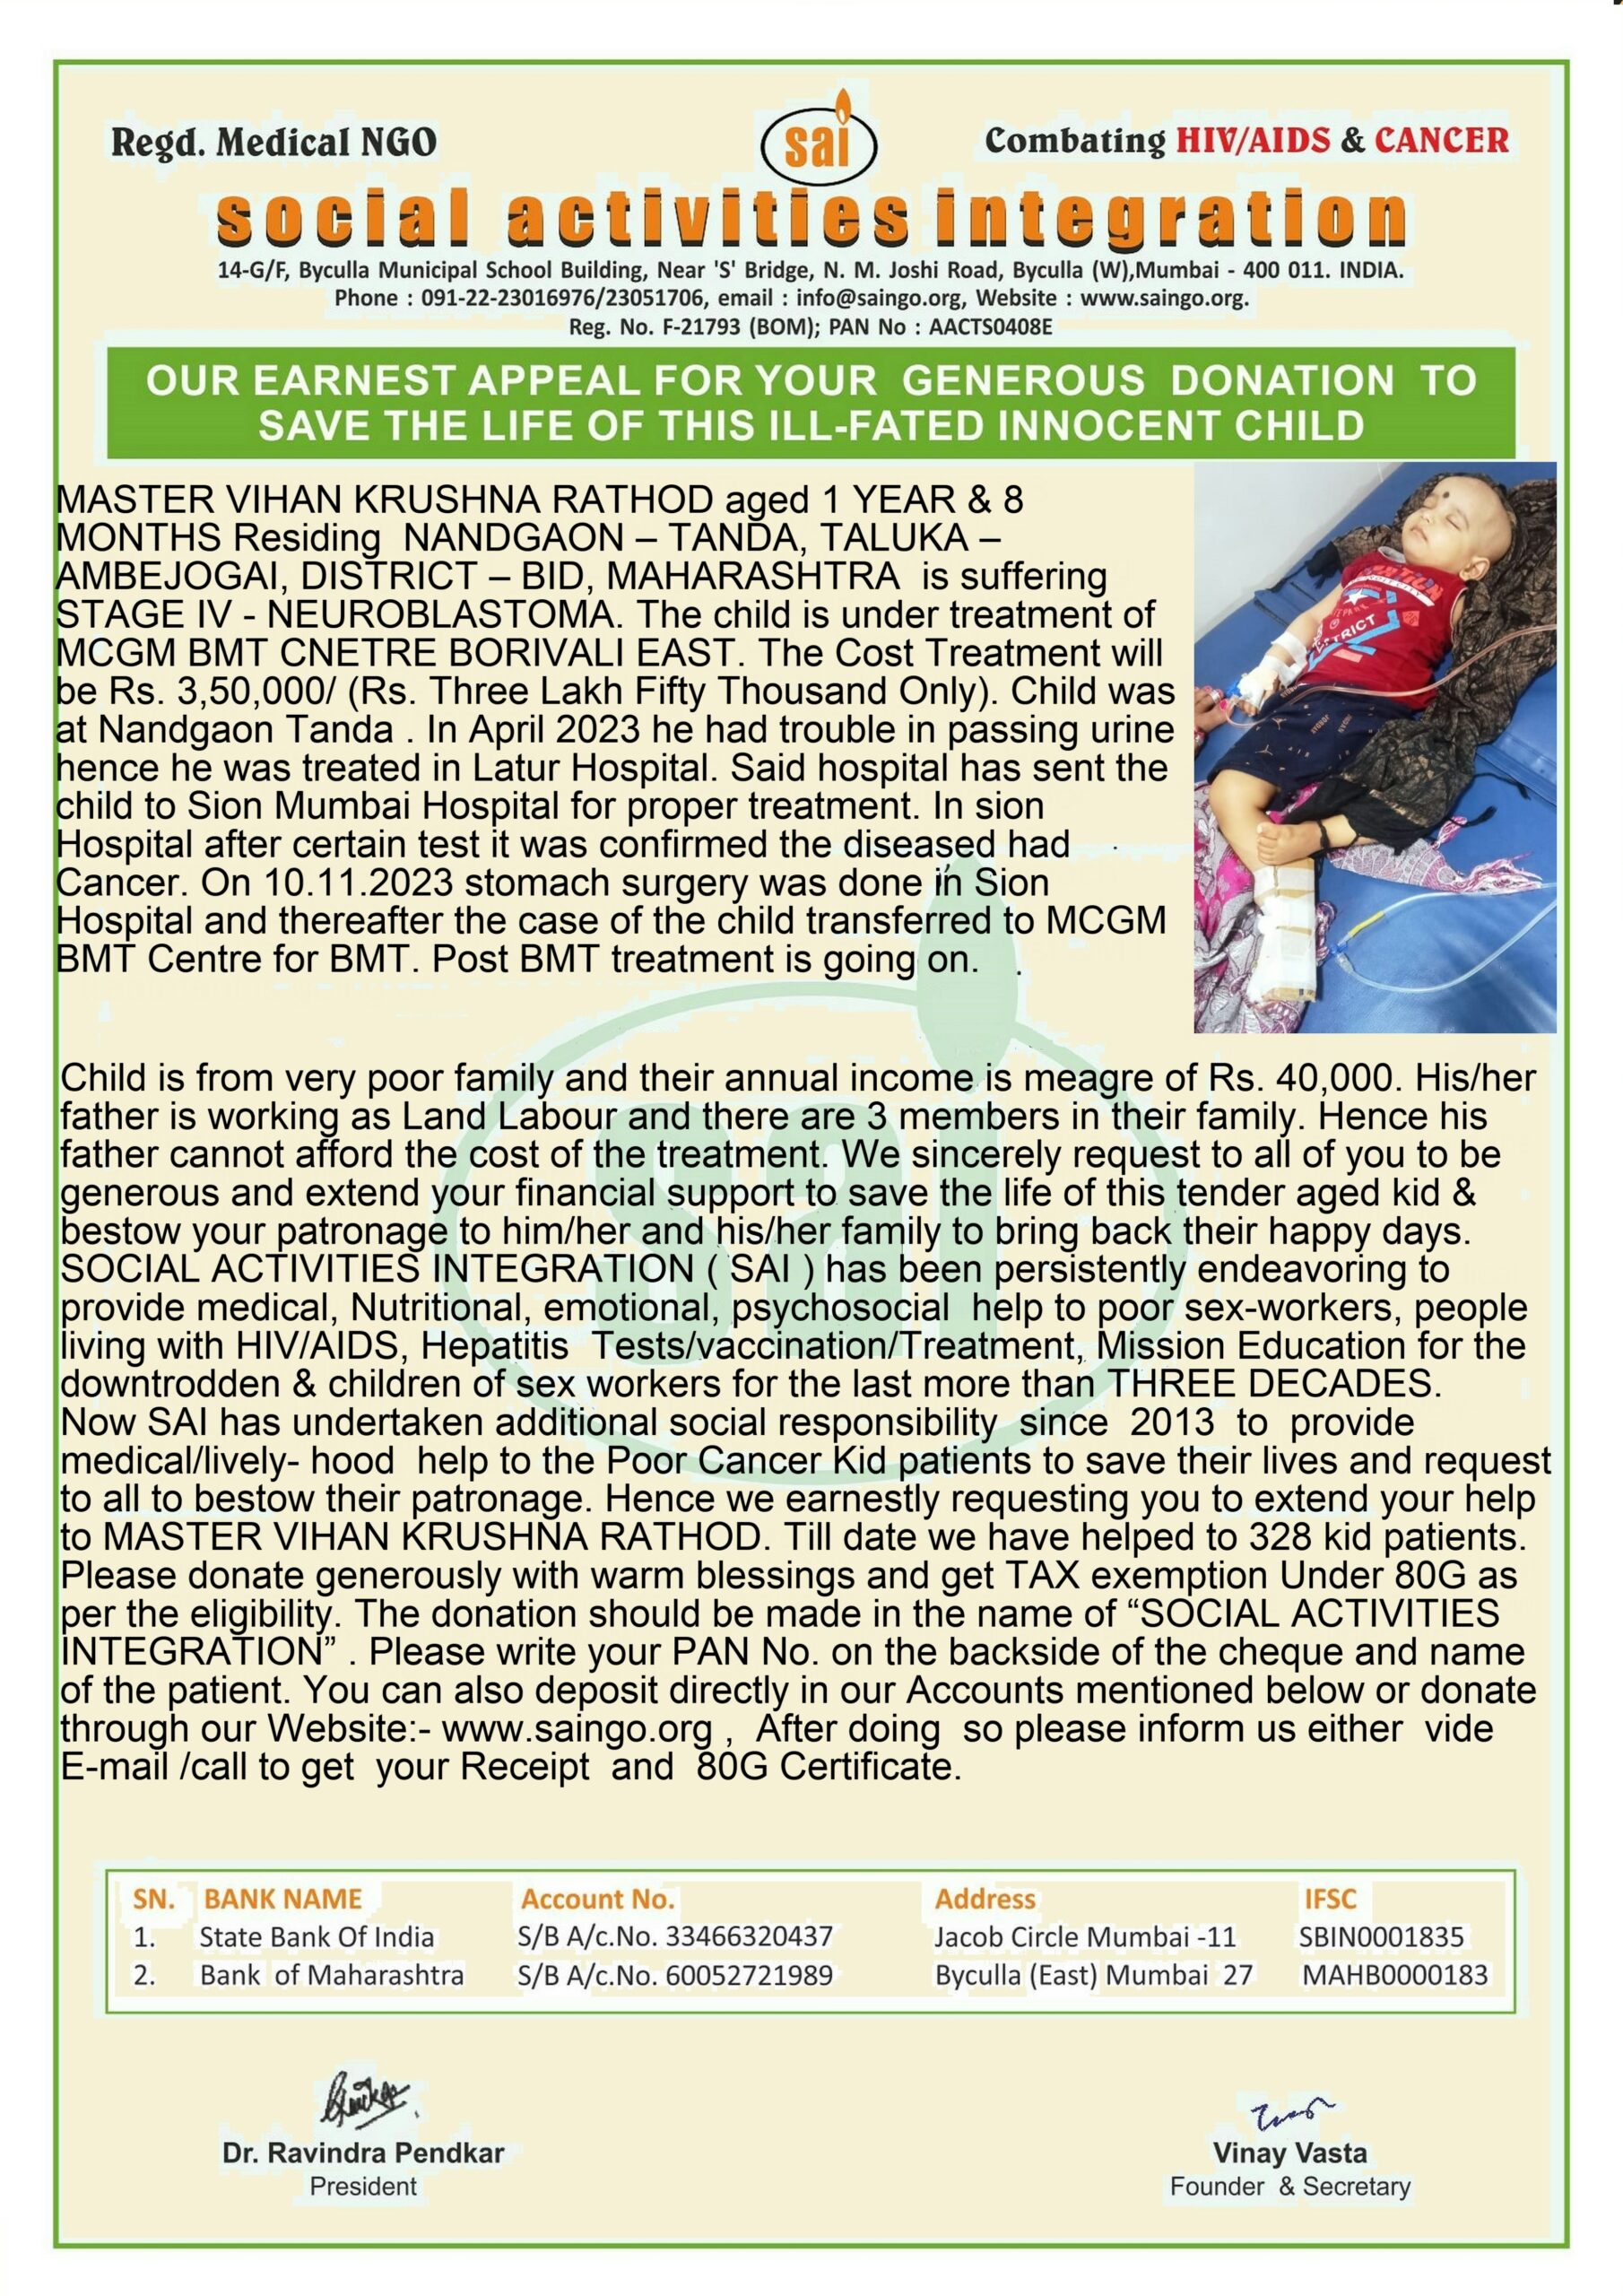 Regd. Medical NGO
sai
Combating HIV/AIDS & CANCER
social activities integration
14-G/F, Byculla Municipal School Building, Near 'S' Bridge, N. M. Joshi Road, Byculla (W),Mumbai - 400 011. INDIA.
Phone : 091-22-23016976/23051706, email : info@saingo.org, Website : www.saingo.org.
Reg. No. F-21793 (BOM); PAN No : AACTS0408E
OUR EARNEST APPEAL FOR YOUR GENEROUS DONATION TO
SAVE THE LIFE OF THIS ILL-FATED INNOCENT CHILD
MASTER VIHAN KRUSHNA RATHOD aged 1 YEAR & 8
MONTHS Residing NANDGAON – TANDA, TALUKA –
AMBEJOGAI, DISTRICT – BID, MAHARASHTRA is suffering
STAGE IV - NEUROBLASTOMA. The child is under treatment of
MCGM BMT CNETRE BORIVALI EAST. The Cost Treatment will
be Rs. 3,50,000/ (Rs. Three Lakh Fifty Thousand Only). Child was
at Nandgaon Tanda . In April 2023 he had trouble in passing urine
hence he was treated in Latur Hospital. Said hospital has sent the
child to Sion Mumbai Hospital for proper treatment. In sion
Hospital after certain test it was confirmed the diseased had
Cancer. On 10.11.2023 stomach surgery was done in Sion
Hospital and thereafter the case of the child transferred to MCGM
BMT Centre for BMT. Post BMT treatment is going on. .
Child is from very poor family and their annual income is meagre of Rs. 40,000. His/her
father is working as Land Labour and there are 3 members in their family. Hence his
father cannot afford the cost of the treatment. We sincerely request to all of you to be
generous and extend your financial support to save the life of this tender aged kid &
bestow your patronage to him/her and his/her family to bring back their happy days.
SOCIAL ACTIVITIES INTEGRATION ( SAI ) has been persistently endeavoring to
provide medical, Nutritional, emotional, psychosocial help to poor sex-workers, people
living with HIV/AIDS, Hepatitis Tests/vaccination/Treatment, Mission Education for the
downtrodden & children of sex workers for the last more than THREE DECADES.
Now SAI has undertaken additional social responsibility since 2013 to provide
medical/lively- hood help to the Poor Cancer Kid patients to save their lives and request
to all to bestow their patronage. Hence we earnestly requesting you to extend your help
to MASTER VIHAN KRUSHNA RATHOD. Till date we have helped to 328 kid patients.
Please donate generously with warm blessings and get TAX exemption Under 80G as
per the eligibility. The donation should be made in the name of “SOCIAL ACTIVITIES
INTEGRATION” . Please write your PAN No. on the backside of the cheque and name
of the patient. You can also deposit directly in our Accounts mentioned below or donate
through our Website:- www.saingo.org , After doing so please inform us either vide
E-mail /call to get your Receipt and 80G Certificate.
SN. BANK NAME Account No. Address IFSC
1. State Bank Of India S/B A/c.No. 33466320437 Jacob Circle Mumbai -11 SBIN0001835
2. Bank of Maharashtra S/B A/c.No. 60052721989 Byculla (East) Mumbai 27 MAHB0000183
Dr. Ravindra Pendkar
President
Vinay Vasta
Founder & Secretary